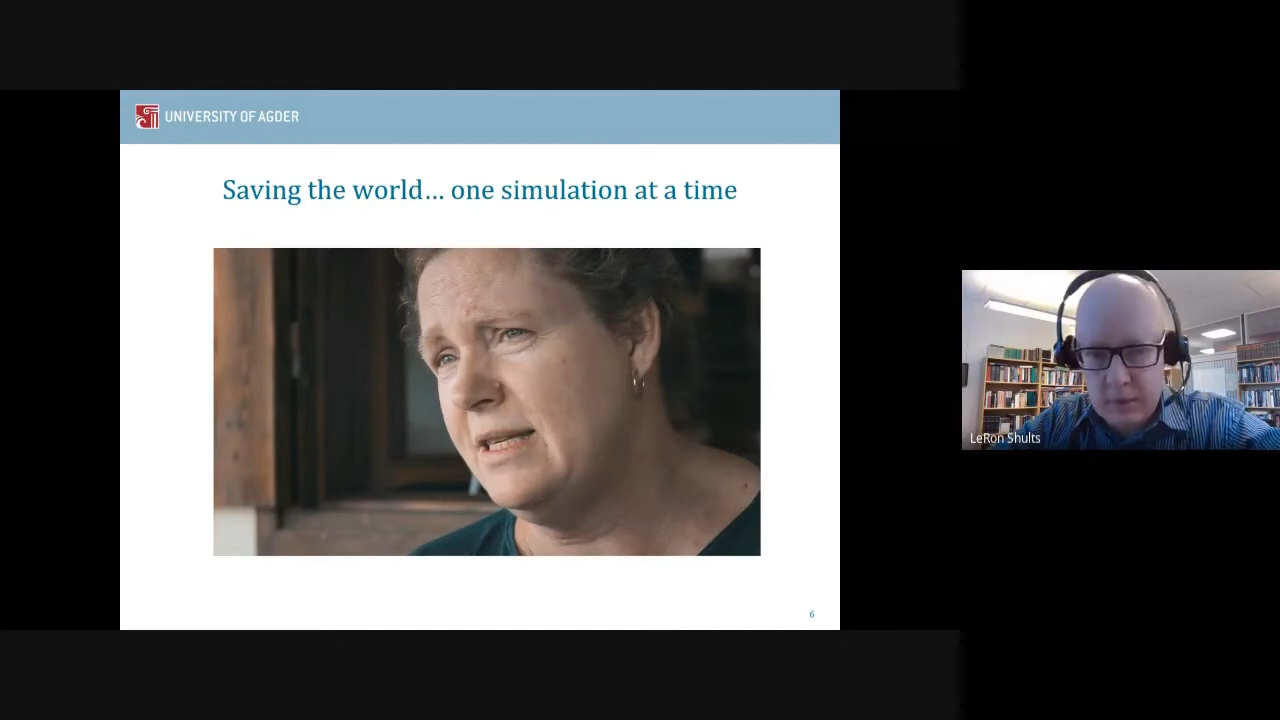 UNIVERSITY OF AGDER
Saving the world... one simulation at a time
6
LeRon Shults